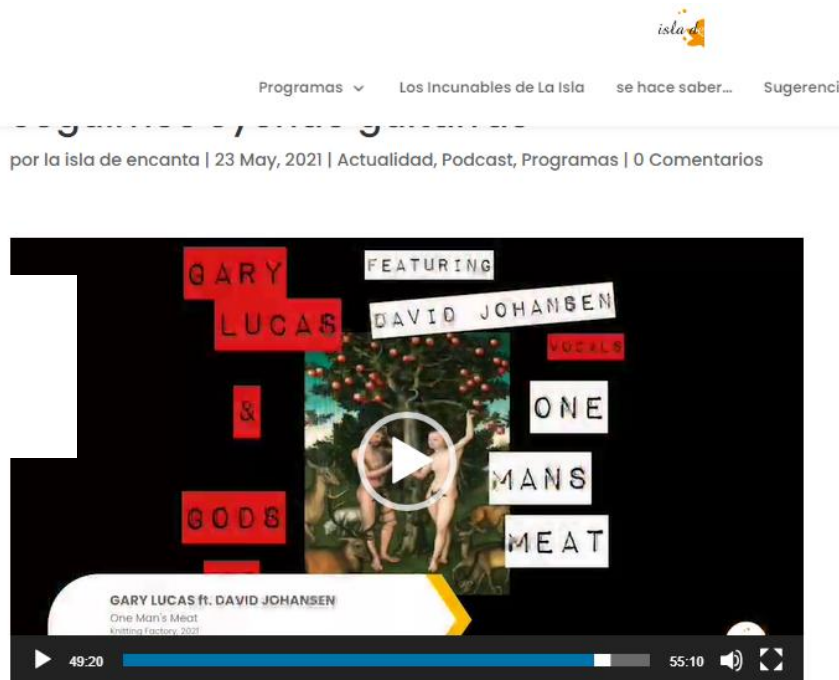 isla d
Programas
Los Incunables de La Isla
se hace saber...
Sugerenci
por la isla de encanta | 23 May, 2021 | Actualidad, Podcast, Programas | 0 Comentarios
GARY
LUCAS
&
GODS
FEATURING
DAVID JOHANSEN
VOCALS
ONE
MANS
MEAT
GARY LUCAS ft. DAVID JOHANSEN
One Man's Meat
Knitting Factory, 2021
49:20
55:10